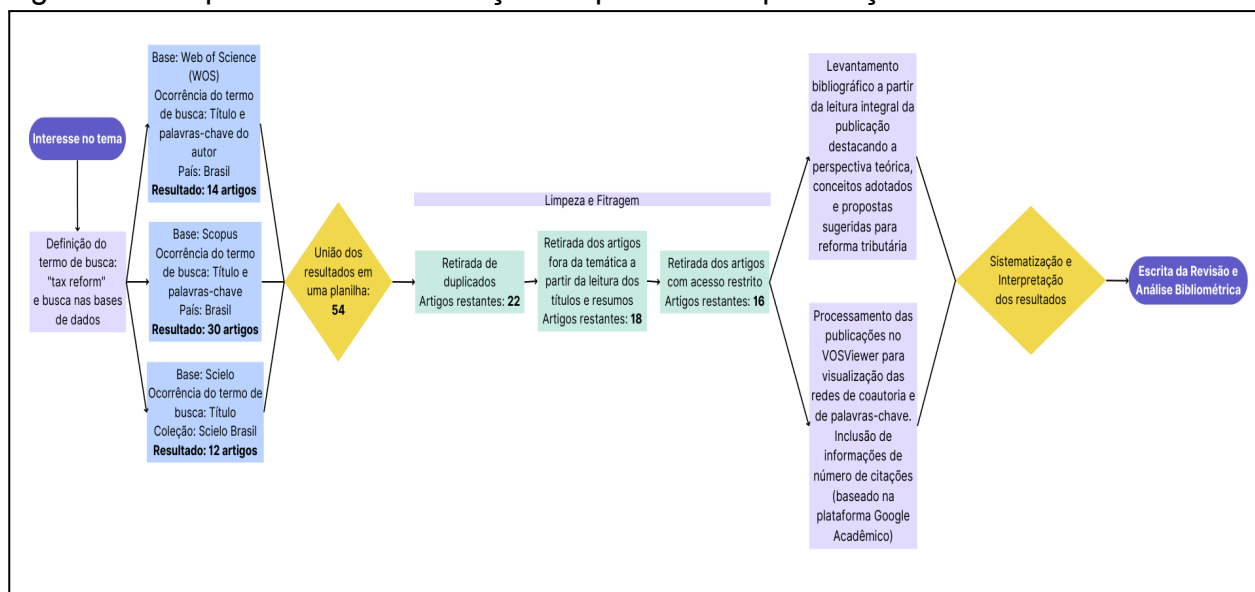 Interesse no tema
Definição do
termo de busca:
"tax reform"
e busca nas bases
de dados
Base: Web of Science
(WOS)
Ocorrência do termo
de busca: Título e
palavras-chave do
autor
País: Brasil
Resultado: 14 artigos
Base: Scopus
Ocorrência do termo
de busca: Título e
palavras-chave
País: Brasil
Resultado: 30 artigos
Base: Scielo
Ocorrência do termo de
busca: Título
Coleção: Scielo Brasil
Resultado: 12 artigos
União dos
resultados em
uma planilha:
54
Limpeza e Fitragem
Retirada de
duplicados
Artigos restantes: 22
Retirada dos artigos
fora da temática a
partir da leitura dos
títulos e resumos
Artigos restantes: 18
Retirada dos artigos
com acesso restrito
Artigos restantes: 16
Levantamento
bibliográfico a partir
da leitura integral da
publicação
destacando a
perspectiva teórica,
conceitos adotados
e propostas
sugeridas para
reforma tributária
Processamento das
publicações no
VOSViewer para
visualização das
redes de coautoria e
de palavras-chave.
Inclusão de
informações de
número de citações
(baseado na
plataforma Google
Acadêmico)
Sistematização e
Interpretação
dos resultados
Escrita da Revisão e
Análise Bibliométrica